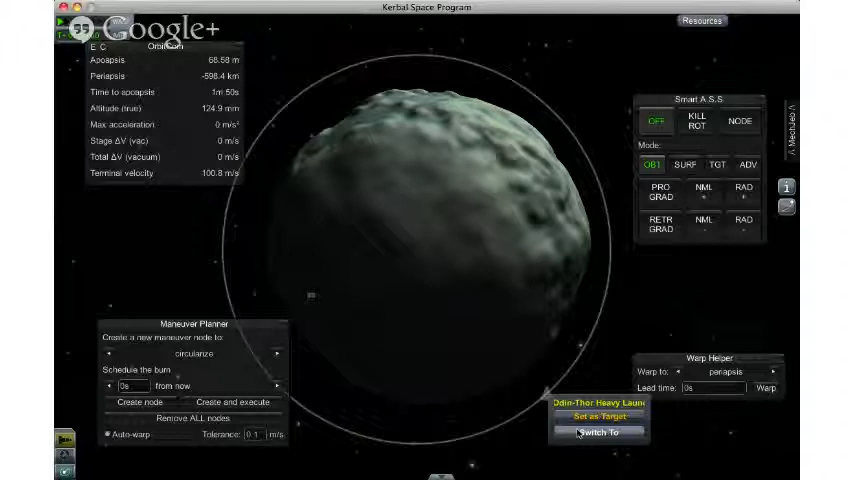 Kerbal Space Program
Google+
Resources
E C
OrbitCom
Apoapsis 68.58 m
Periapsis -598.4 km
Time to apoapsis 1m 50s
Altitude (true) 124.9 mm
Max acceleration 0 m/s²
Stage ΔV (vac) 0 m/s
Total ΔV (vacuum) 0 m/s
Terminal velocity 100.8 m/s
Smart A.S.S.
OFF KILL ROT NODE
Mode:
OBT SURF TGT ADV
PRO GRAD NML + RAD +
RETR GRAD NML - RAD -
/\ MechJeb /\
Maneuver Planner
Create a new maneuver node to:
circularize
Schedule the burn
0s from now
Create node Create and execute
Remove ALL nodes
Auto-warp Tolerance: 0.1 m/s
Warp Helper
Warp to: periapsis
Lead time: 0s Warp
Odin-Thor Heavy Launc
Set as Target
Switch To